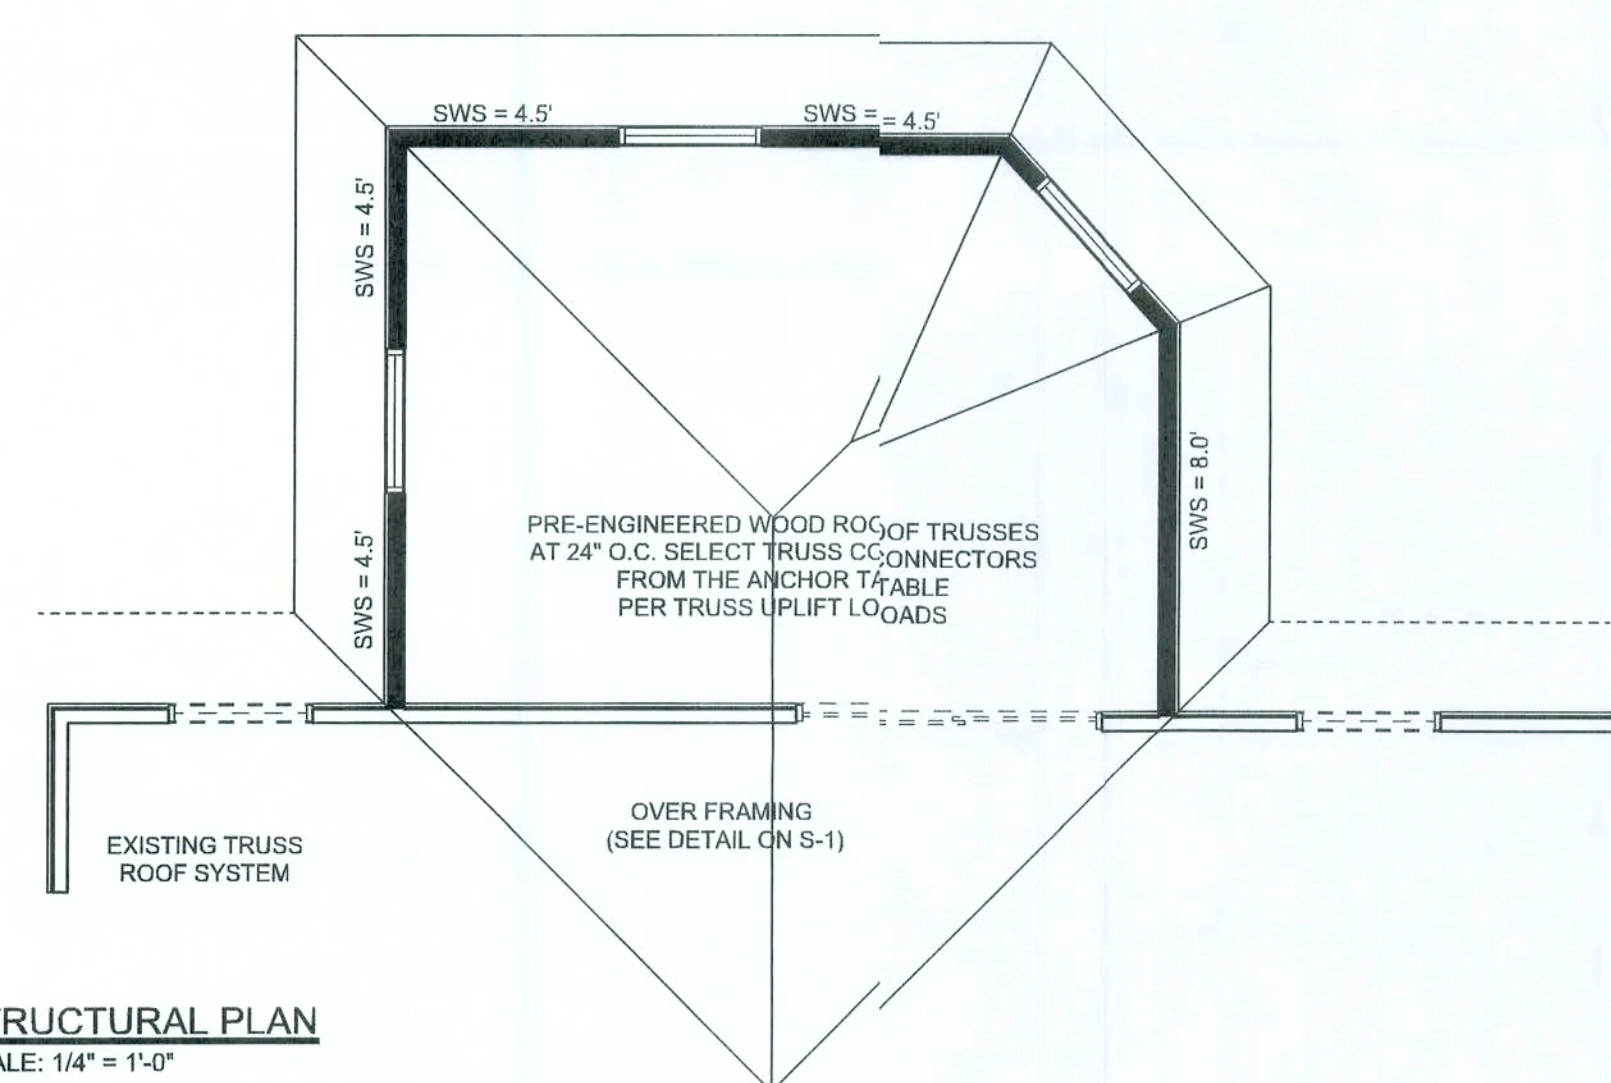 SWS = 4.5'
SWS = = 4.5'
SWS = 4.5'
SWS = 8.0'
SWS = 4.5'
PRE-ENGINEERED WOOD ROOF TRUSSES
AT 24" O.C. SELECT TRUSS CONNECTORS
FROM THE ANCHOR TABLE
PER TRUSS UPLIFT LOADS
OVER FRAMING
(SEE DETAIL ON S-1)
EXISTING TRUSS
ROOF SYSTEM
TRUCTURAL PLAN
ALE: 1/4" = 1'-0"